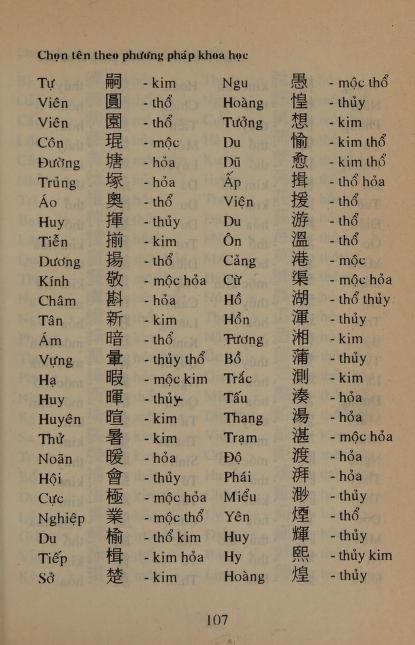 Chọn tên theo phương pháp khoa học
Tự 嗣 - kim Ngu 愚 - mộc thổ
Viên 圓 - thổ Hoàng 惶 - thủy
Viên 園 - thổ Tưởng 想 - kim
Côn 琨 - mộc Du 愉 - kim thổ
Đường 塘 - hỏa Dũ 愈 - kim thổ
Trủng 塚 - hỏa Ấp 揖 - thổ hỏa
Áo 奧 - thổ Viện 援 - thổ
Huy 揮 - thủy Du 游 - thổ
Tiễn 揃 - kim Ôn 溫 - thổ
Dương 揚 - thổ Cảng 港 - mộc
Kính 敬 - mộc hỏa Cừ 渠 - mộc hỏa
Châm 斟 - hỏa Hồ 湖 - thổ thủy
Tân 新 - kim Hồn 渾 - thủy
Ám 暗 - thổ Tương 湘 - kim
Vựng 暈 - thủy thổ Bồ 蒲 - thủy
Hạ 暇 - mộc kim Trắc 測 - kim
Huy 暉 - thủy Tấu 湊 - hỏa
Huyên 暄 - kim Thang 湯 - hỏa
Thử 暑 - kim Trạm 湛 - mộc hỏa
Noãn 暖 - hỏa Độ 渡 - hỏa
Hội 會 - thủy Phái 湃 - hỏa
Cực 極 - mộc hỏa Miểu 渺 - thủy
Nghiệp 業 - mộc thổ Yên 煙 - thổ
Du 榆 - thổ kim Huy 輝 - thủy
Tiếp 楫 - kim hỏa Hy 熙 - thủy kim
Sở 楚 - kim Hoàng 煌 - thủy
107